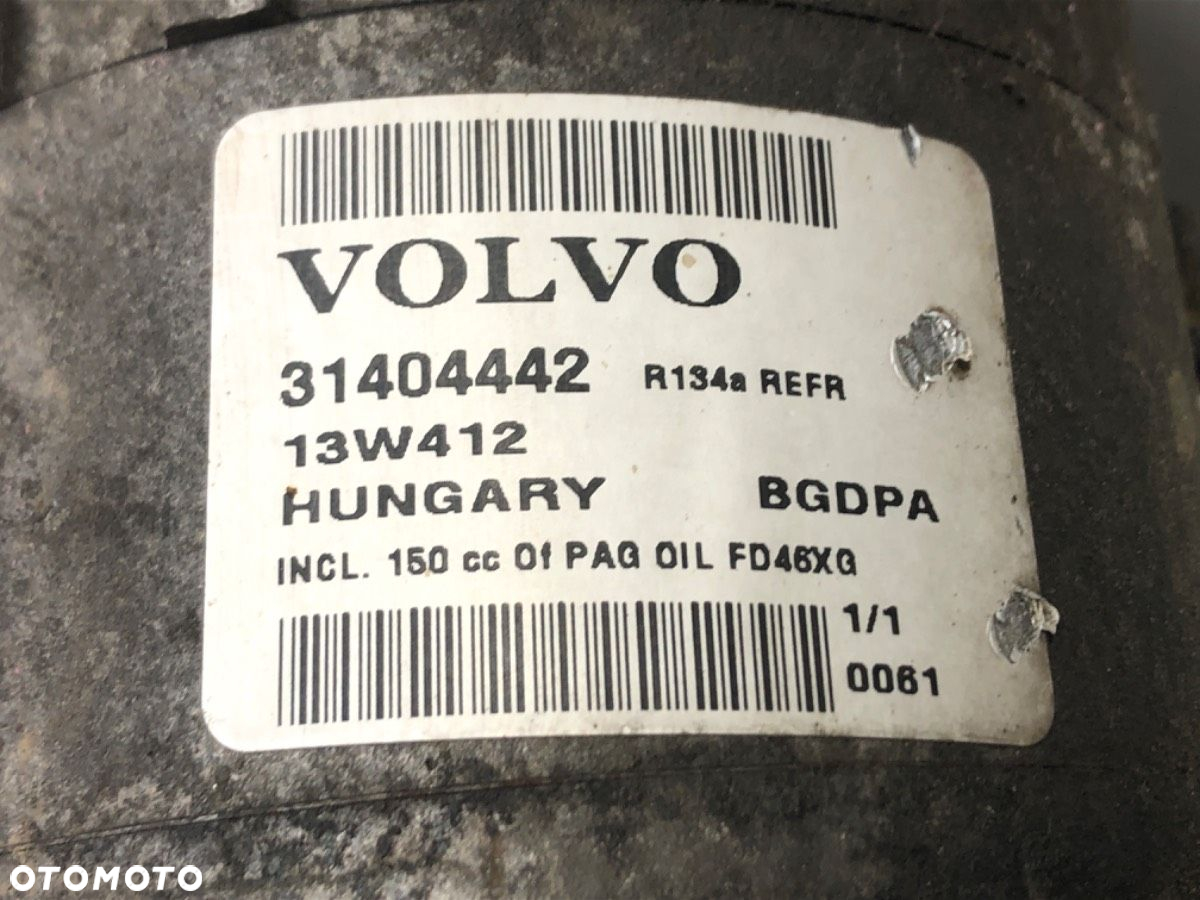 VOLVO
31404442 R134a REFR
13W412
HUNGARY BGDPA
INCL. 150 cc Of PAG OIL FD46XG
1/1
0061
OTOMOTO